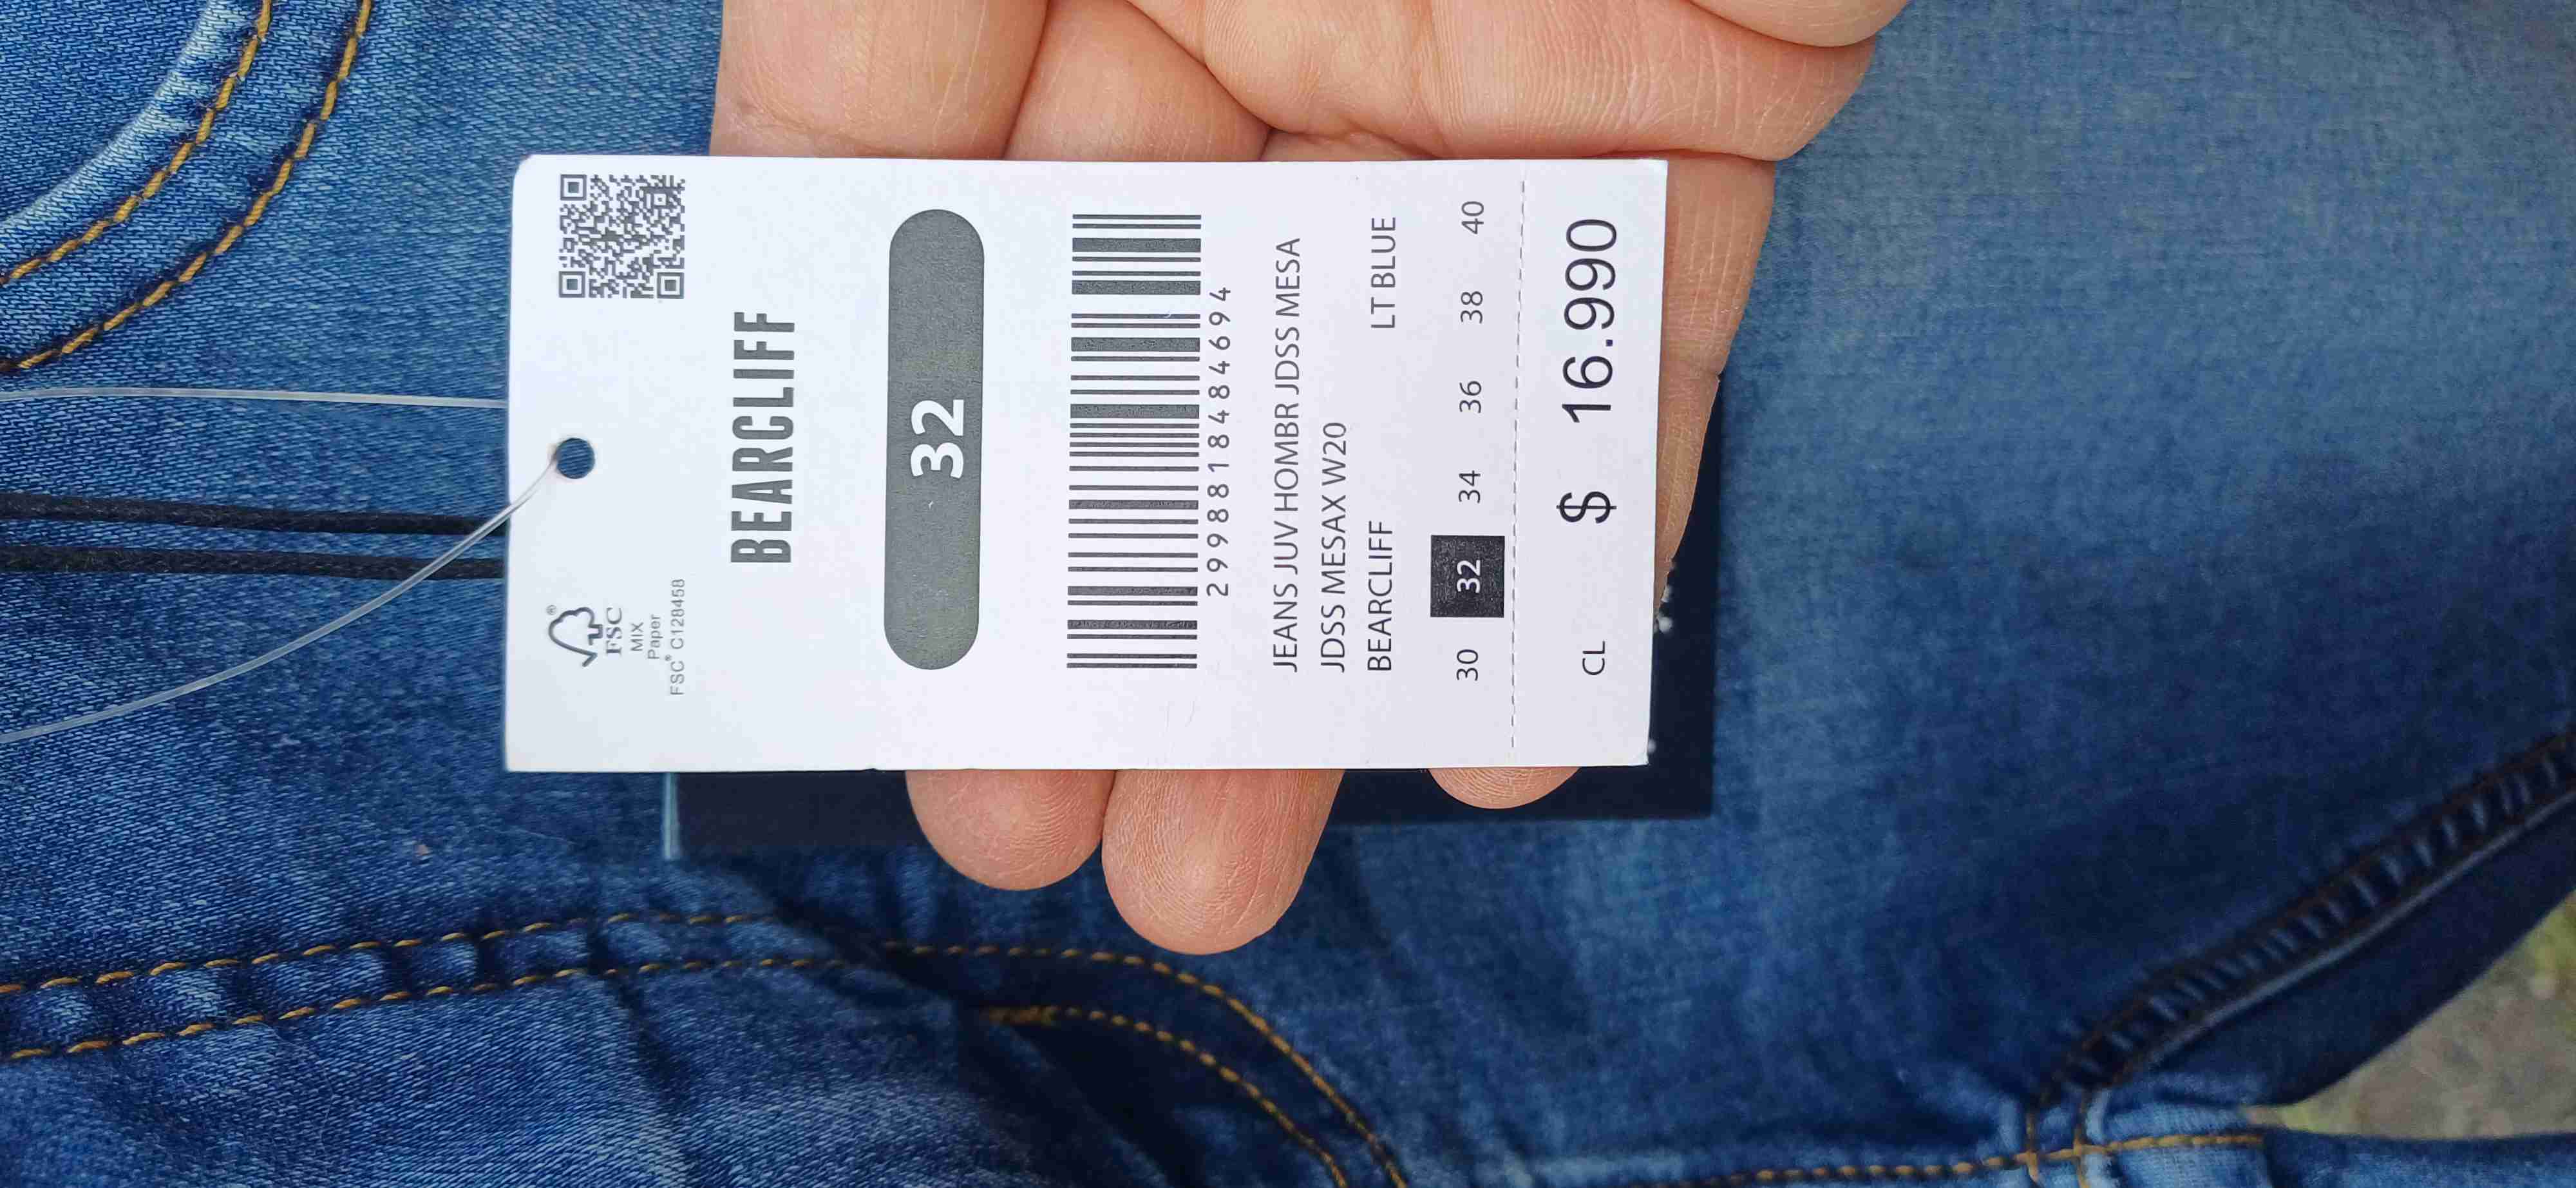 FSC®
MIX
Paper
FSC® C128458
BEARCLIFF
32
2998818484694
JEANS JUV HOMBR JDSS MESA
JDSS MESAX W20
BEARCLIFF LT BLUE
30 32 34 36 38 40
CL $ 16.990